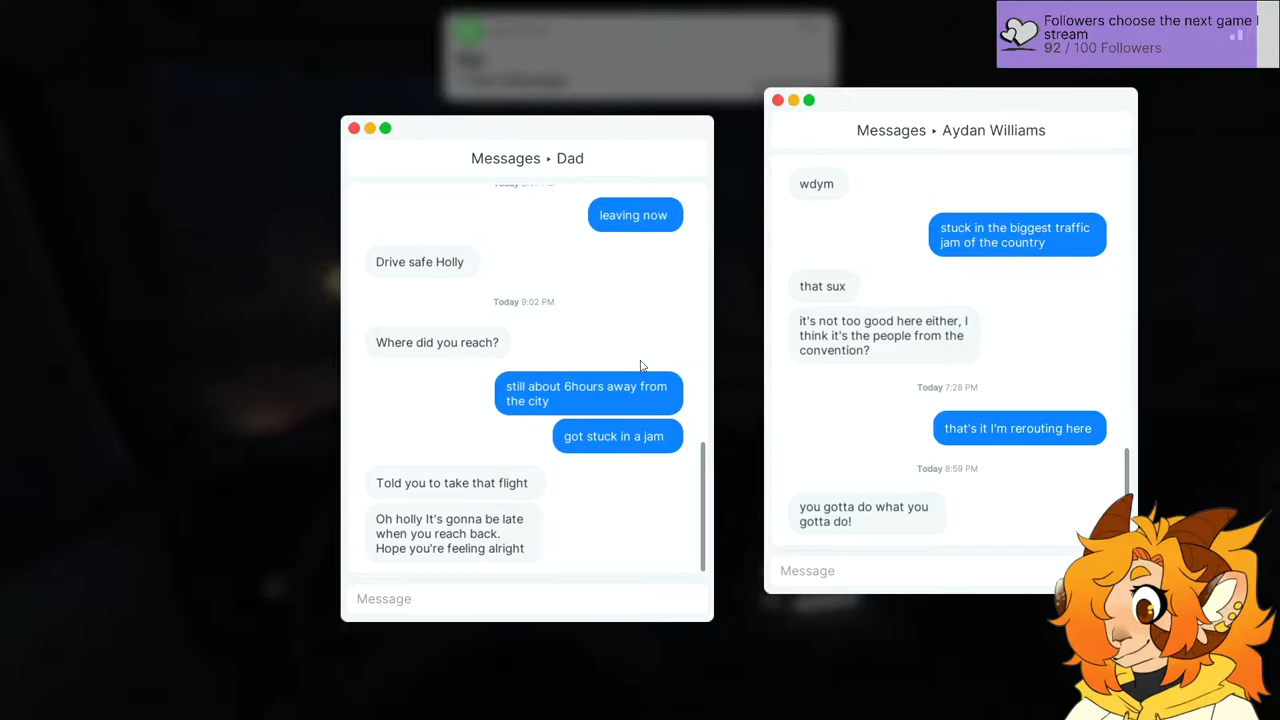 Followers choose the next game I
stream
92 / 100 Followers
Messages ▸ Dad
leaving now
Drive safe Holly
Today 9:02 PM
Where did you reach?
still about 6hours away from
the city
got stuck in a jam
Told you to take that flight
Oh holly It's gonna be late
when you reach back.
Hope you're feeling alright
Message
Messages ▸ Aydan Williams
wdym
stuck in the biggest traffic
jam of the country
that sux
it's not too good here either, I
think it's the people from the
convention?
Today 7:28 PM
that's it I'm rerouting here
Today 8:59 PM
you gotta do what you
gotta do!
Message